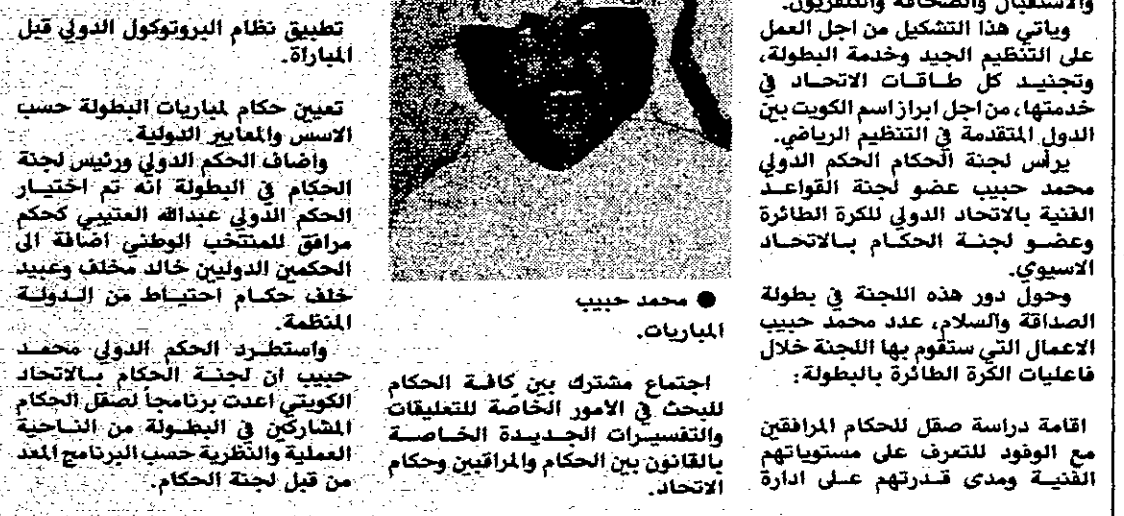 والاستقبال والصحافة والتلفزيون.
وياتي هذا التشكيل من اجل العمل
على التنظيم الجيد وخدمة البطولة،
وتجنيد كل طاقات الاتحاد في
خدمتها، من اجل ابراز اسم الكويت بين
الدول المتقدمة في التنظيم الرياضي.
يرأس لجنة الحكام الحكم الدولي
محمد حبيب عضو لجنة القواعد
الفنية بالاتحاد الدولي للكرة الطائرة
وعضو لجنة الحكام بالاتحاد
الاسيوي.
وحول دور هذه اللجنة في بطولة
الصداقة والسلام، عدد محمد حبيب
الاعمال التي ستقوم بها اللجنة خلال
فاعليات الكرة الطائرة بالبطولة:
اقامة دراسة صقل للحكام المرافقين
مع الوفود للتعرف على مستوياتهم
الفنية ومدى قدرتهم على ادارة
● محمد حبيب
المباريات.
اجتماع مشترك بين كافة الحكام
للبحث في الأمور الخاصة للتعليقات
والتفسيرات الجديدة الخاصة
بالقانون بين الحكام والمراقبين وحكام
الاتحاد.
تطبيق نظام البروتوكول الدولي قبل
المباراة.
تعيين حكام لمباريات البطولة حسب
الاسس والمعايير الدولية.
واضاف الحكم الدولي ورئيس لجنة
الحكام في البطولة انه تم اختيار
الحكم الدولي عبدالله العتيبي كحكم
مرافق للمنتخب الوطني اضافة الى
الحكمين الدوليين خالد مخلف وعبيد
خلف حكام احتياط من الدولة
المنظمة.
واستطرد الحكم الدولي محمد
حبيب ان لجنة الحكام بالاتحاد
الكويتي اعدت برنامجاً لصقل الحكام
المشاركين في البطولة من الناحية
العملية والنظرية حسب البرنامج المعد
من قبل لجنة الحكام.